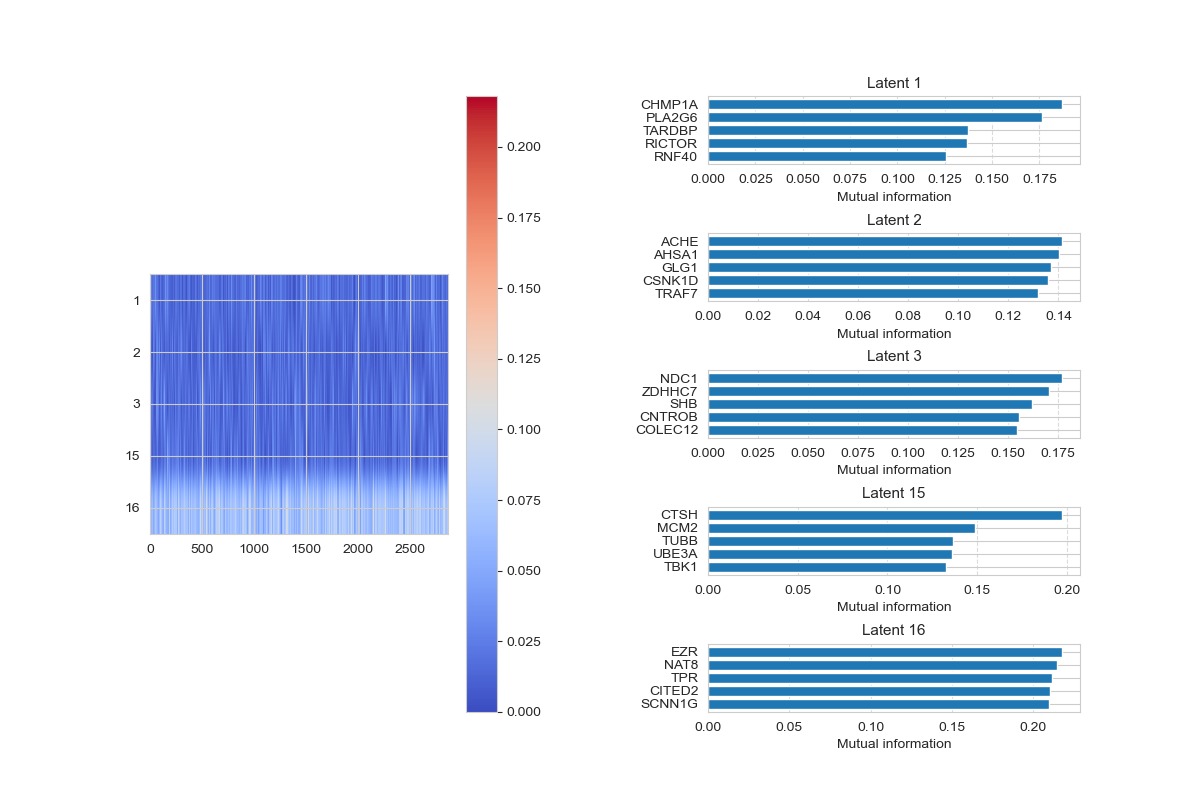 1
2
3
15
16
0 500 1000 1500 2000 2500
0.200
0.175
0.150
0.125
0.100
0.075
0.050
0.025
0.000
Latent 1
CHMP1A
PLA2G6
TARDBP
RICTOR
RNF40
0.000 0.025 0.050 0.075 0.100 0.125 0.150 0.175
Mutual information
Latent 2
ACHE
AHSA1
GLG1
CSNK1D
TRAF7
0.00 0.02 0.04 0.06 0.08 0.10 0.12 0.14
Mutual information
Latent 3
NDC1
ZDHHC7
SHB
CNTROB
COLEC12
0.000 0.025 0.050 0.075 0.100 0.125 0.150 0.175
Mutual information
Latent 15
CTSH
MCM2
TUBB
UBE3A
TBK1
0.00 0.05 0.10 0.15 0.20
Mutual information
Latent 16
EZR
NAT8
TPR
CITED2
SCNN1G
0.00 0.05 0.10 0.15 0.20
Mutual information